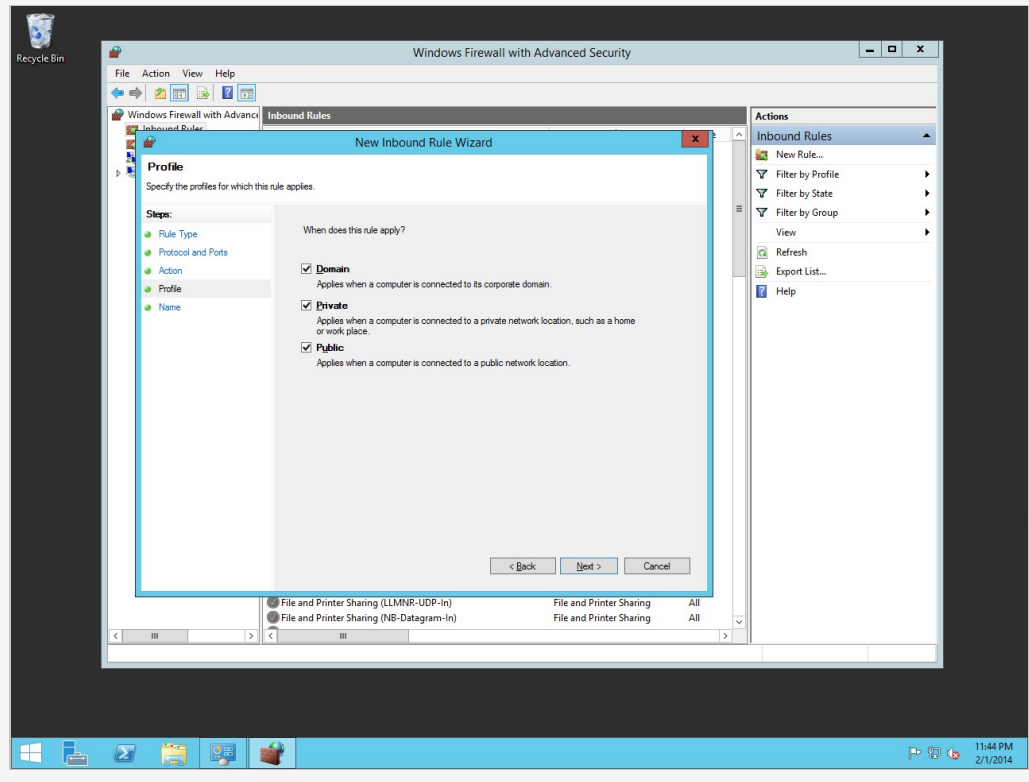 Recycle Bin
Windows Firewall with Advanced Security
File Action View Help
Windows Firewall with Advance
Inbound Rules
Inbound Rules
Actions
Inbound Rules
New Rule...
Filter by Profile
Filter by State
Filter by Group
View
Refresh
Export List...
Help
New Inbound Rule Wizard
Profile
Specify the profiles for which this rule applies.
Steps:
Rule Type
Protocol and Ports
Action
Profile
Name
When does this rule apply?
Domain
Applies when a computer is connected to its corporate domain.
Private
Applies when a computer is connected to a private network location, such as a home
or work place.
Public
Applies when a computer is connected to a public network location.
< Back Next > Cancel
File and Printer Sharing (LLMNR-UDP-In) File and Printer Sharing All
File and Printer Sharing (NB-Datagram-In) File and Printer Sharing All
11:44 PM
2/1/2014